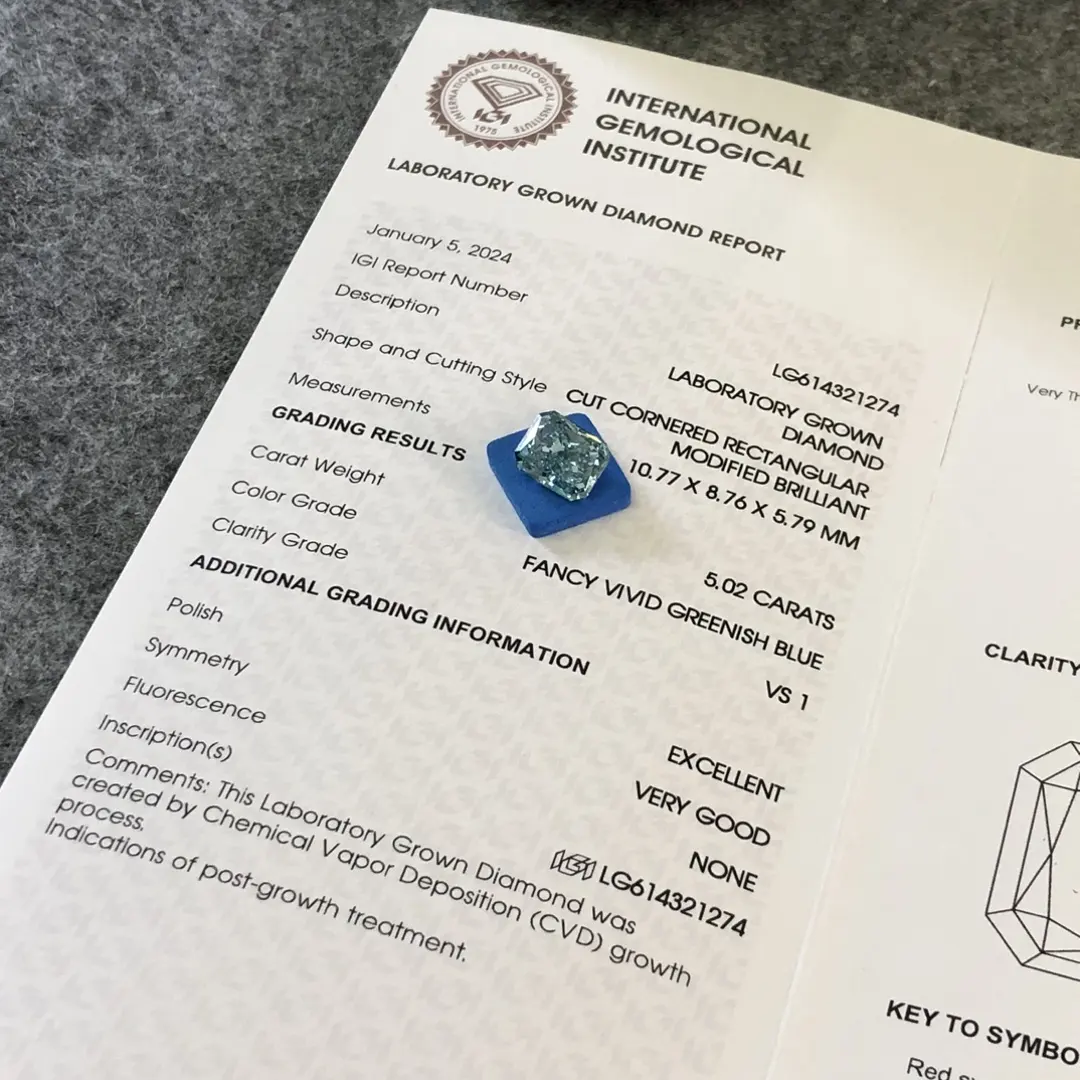 INTERNATIONAL GEMOLOGICAL INSTITUTE
IGI
1975
INTERNATIONAL
GEMOLOGICAL
INSTITUTE
LABORATORY GROWN DIAMOND REPORT
January 5, 2024
IGI Report Number LG614321274
Description LABORATORY GROWN
DIAMOND
Shape and Cutting Style CUT CORNERED RECTANGULAR
MODIFIED BRILLIANT
Measurements 10.77 X 8.76 X 5.79 MM
GRADING RESULTS
Carat Weight 5.02 CARATS
Color Grade FANCY VIVID GREENISH BLUE
Clarity Grade VS 1
ADDITIONAL GRADING INFORMATION
Polish EXCELLENT
Symmetry VERY GOOD
Fluorescence NONE
Inscription(s) IGI LG614321274
Comments: This Laboratory Grown Diamond was
created by Chemical Vapor Deposition (CVD) growth
process.
Indications of post-growth treatment.
Very
CLARITY
KEY TO
Red